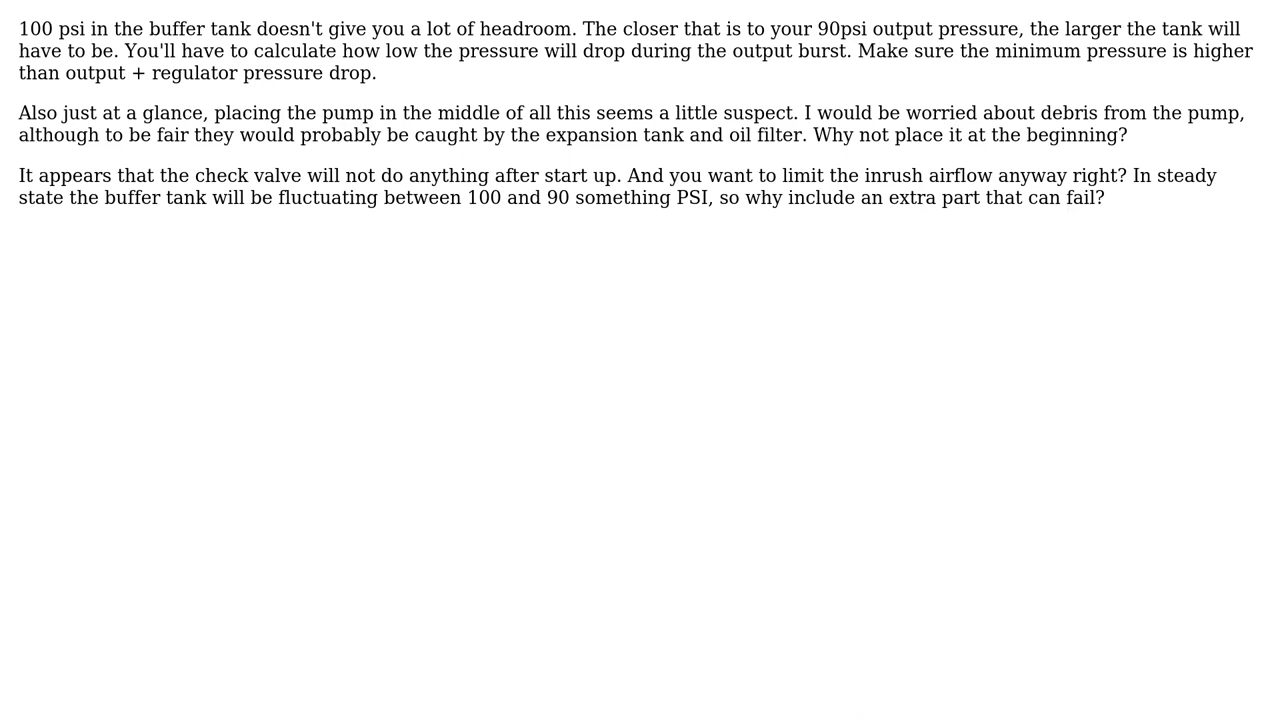 100 psi in the buffer tank doesn't give you a lot of headroom. The closer that is to your 90psi output pressure, the larger the tank will
have to be. You'll have to calculate how low the pressure will drop during the output burst. Make sure the minimum pressure is higher
than output + regulator pressure drop.
Also just at a glance, placing the pump in the middle of all this seems a little suspect. I would be worried about debris from the pump,
although to be fair they would probably be caught by the expansion tank and oil filter. Why not place it at the beginning?
It appears that the check valve will not do anything after start up. And you want to limit the inrush airflow anyway right? In steady
state the buffer tank will be fluctuating between 100 and 90 something PSI, so why include an extra part that can fail?